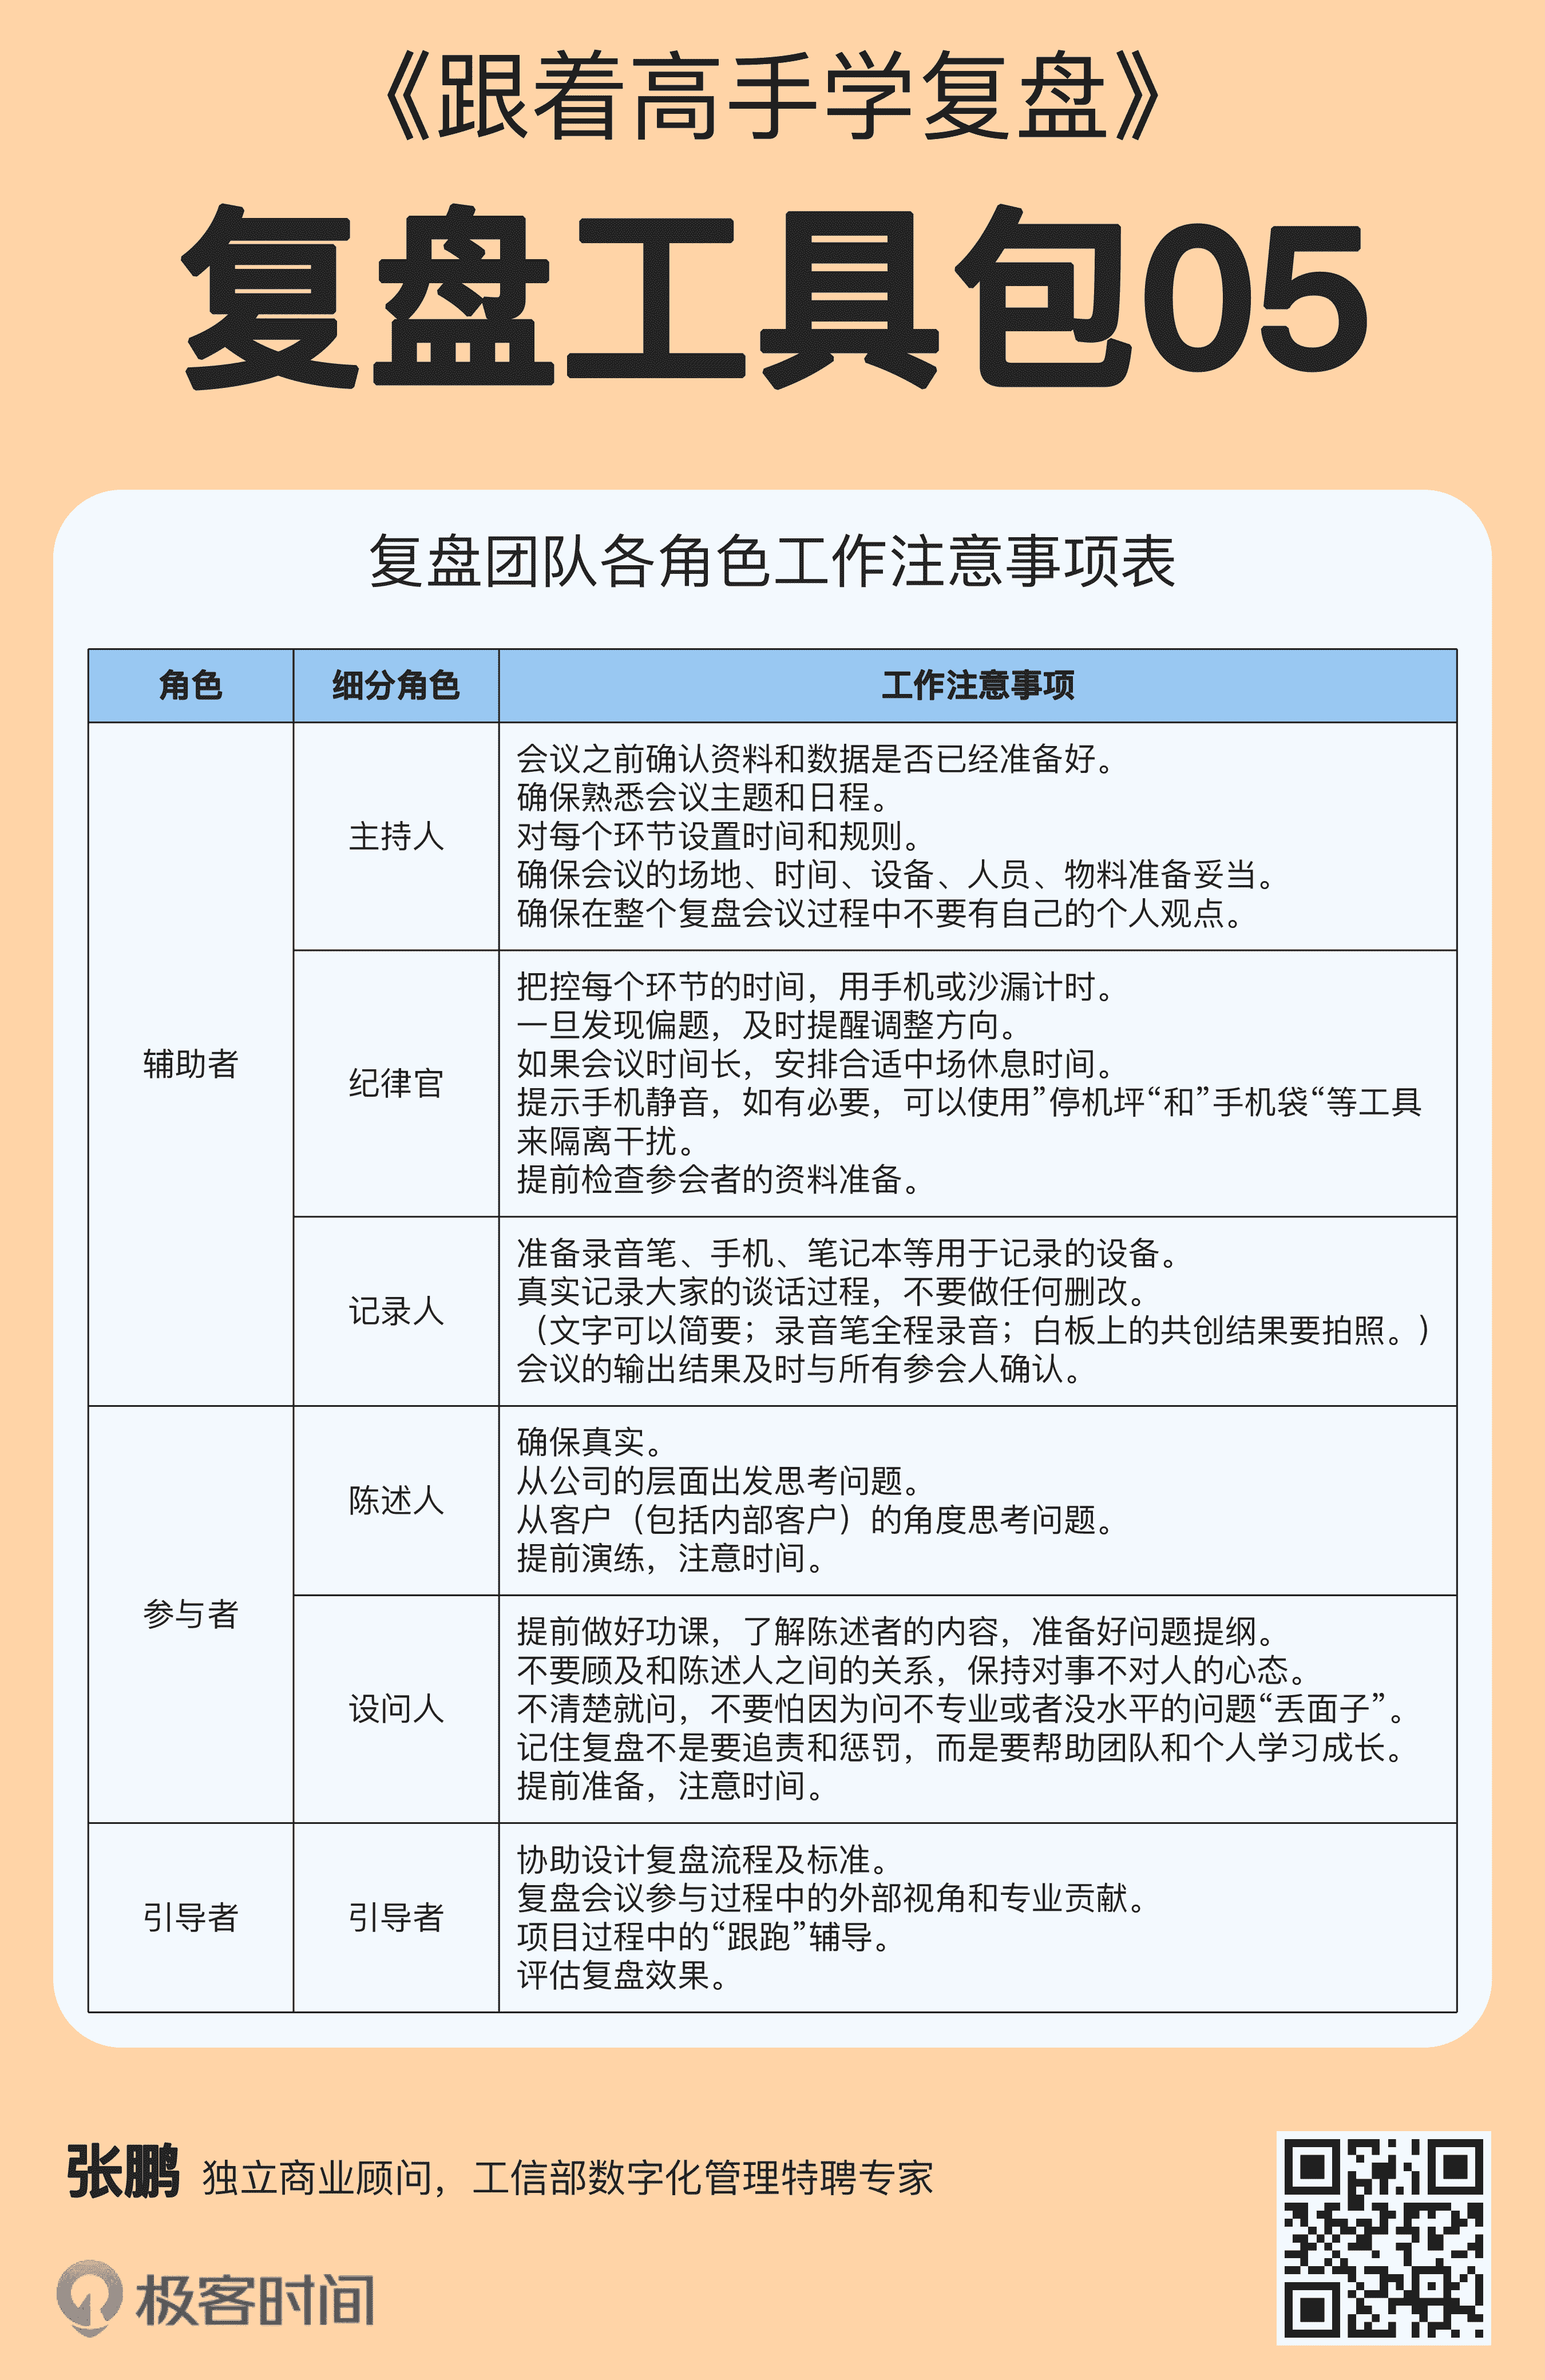 《跟着高手学复盘》
复盘工具包05
复盘团队各角色工作注意事项表
角色 细分角色 工作注意事项
辅助者
主持人
会议之前确认资料和数据是否已经准备好。
确保熟悉会议主题和日程。
对每个环节设置时间和规则。
确保会议的场地、时间、设备、人员、物料准备妥当。
确保在整个复盘会议过程中不要有自己的个人观点。
纪律官
把控每个环节的时间，用手机或沙漏计时。
一旦发现偏题，及时提醒调整方向。
如果会议时间长，安排合适中场休息时间。
提示手机静音，如有必要，可以使用”停机坪“和”手机袋“等工具
来隔离干扰。
提前检查参会者的资料准备。
记录人
准备录音笔、手机、笔记本等用于记录的设备。
真实记录大家的谈话过程，不要做任何删改。
（文字可以简要；录音笔全程录音；白板上的共创结果要拍照。）
会议的输出结果及时与所有参会人确认。
参与者
陈述人
确保真实。
从公司的层面出发思考问题。
从客户（包括内部客户）的角度思考问题。
提前演练，注意时间。
设问人
提前做好功课，了解陈述者的内容，准备好问题提纲。
不要顾及和陈述人之间的关系，保持对事不对人的心态。
不清楚就问，不要怕因为问不专业或者没水平的问题“丢面子”。
记住复盘不是要追责和惩罚，而是要帮助团队和个人学习成长。
提前准备，注意时间。
引导者
引导者
协助设计复盘流程及标准。
复盘会议参与过程中的外部视角和专业贡献。
项目过程中的“跟跑”辅导。
评估复盘效果。
张鹏 独立商业顾问，工信部数字化管理特聘专家
极客时间